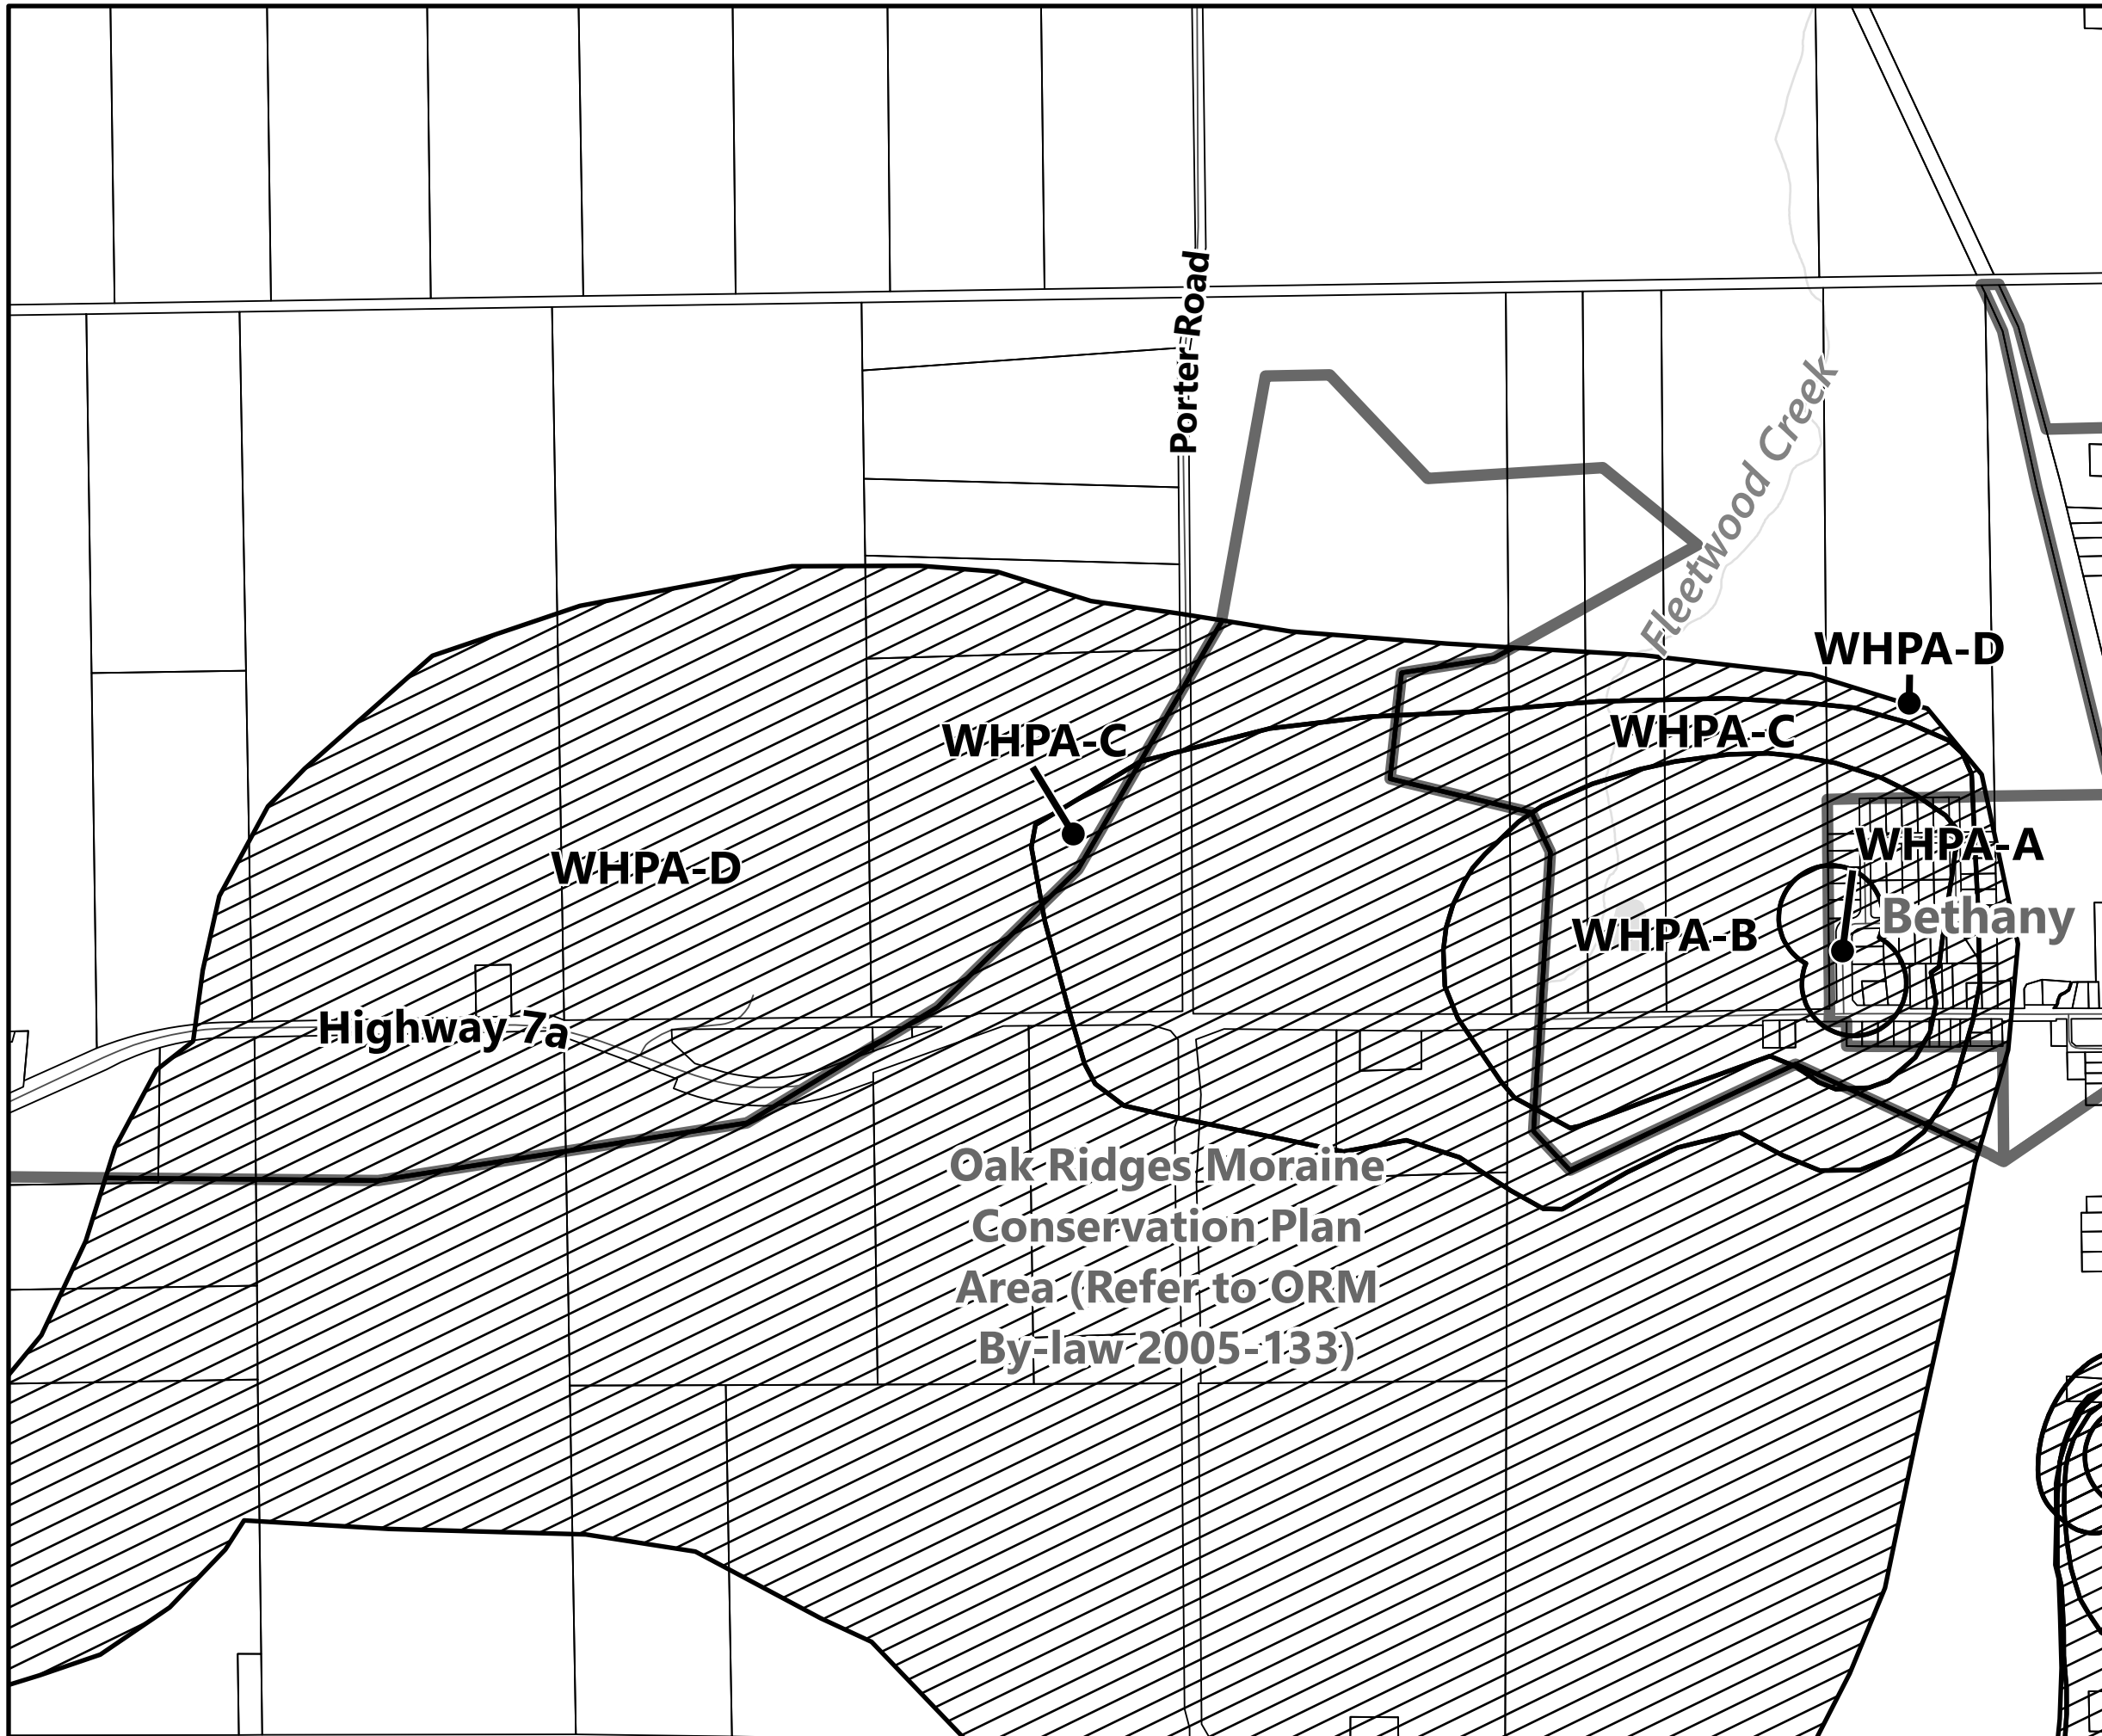 Porter Road
Fleetwood Creek
WHPA-D
WHPA-C
WHPA-C
WHPA-D
WHPA-A
Bethany
WHPA-B
Highway 7a
Oak Ridges Moraine
Conservation Plan
Area (Refer to ORM
By-law 2005-133)